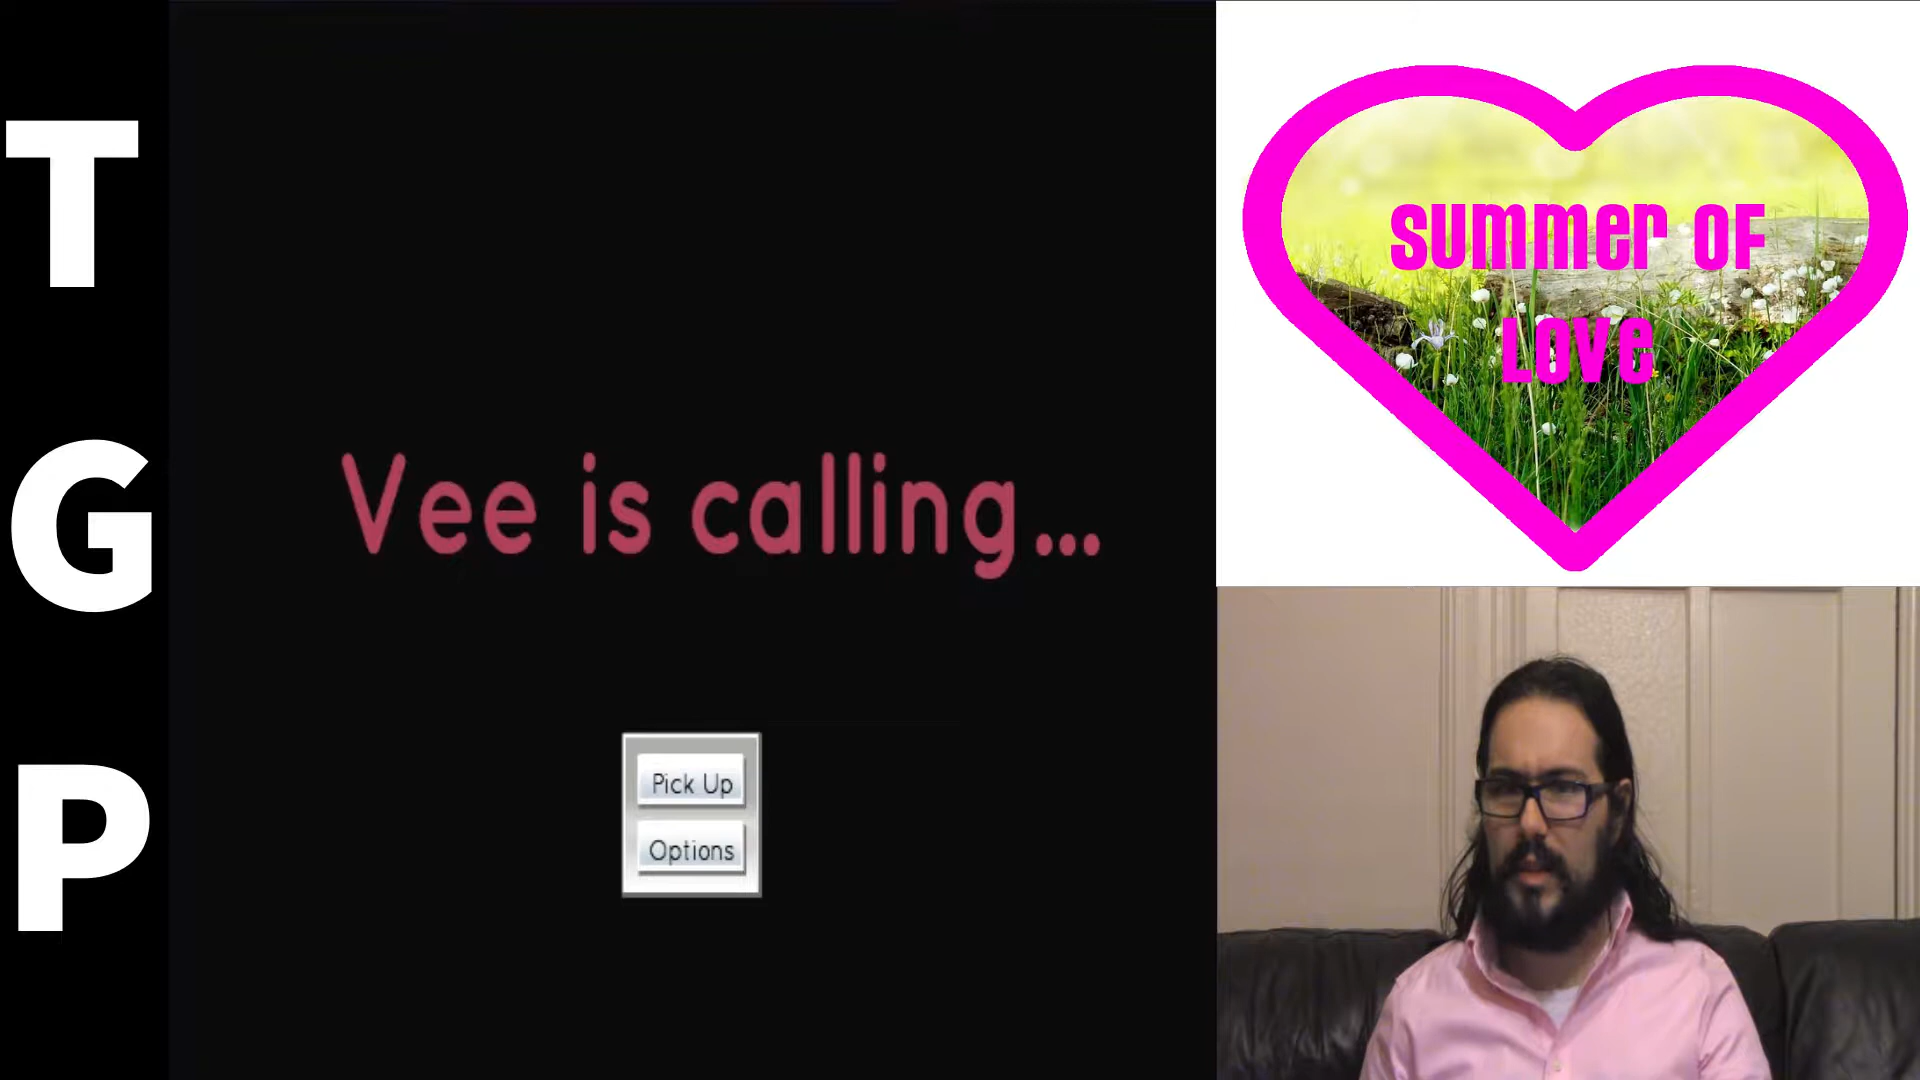 T
G
P
Vee is calling...
Pick Up
Options
SUMMER OF
LOVE